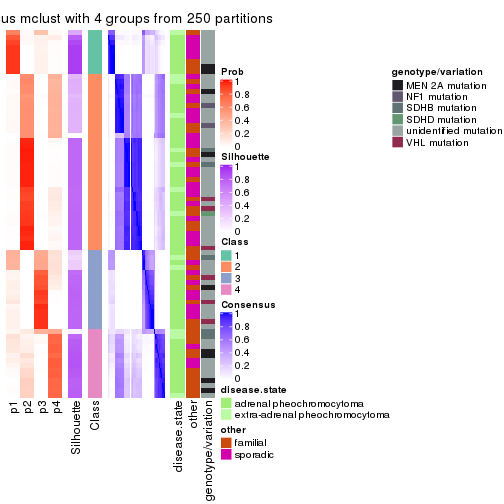 us mclust with 4 groups from 250 partitions
Prob
1
0.8
0.6
0.4
0.2
0
Silhouette
1
0.8
0.6
0.4
0.2
0
Class
1
2
3
4
Consensus
1
0.8
0.6
0.4
0.2
0
disease.state
adrenal pheochromocytoma
extra-adrenal pheochromocytoma
other
familial
sporadic
genotype/variation
MEN 2A mutation
NF1 mutation
SDHB mutation
SDHD mutation
unidentified mutation
VHL mutation
p1
p2
p3
p4
Silhouette
Class
disease.state
other
genotype/variation